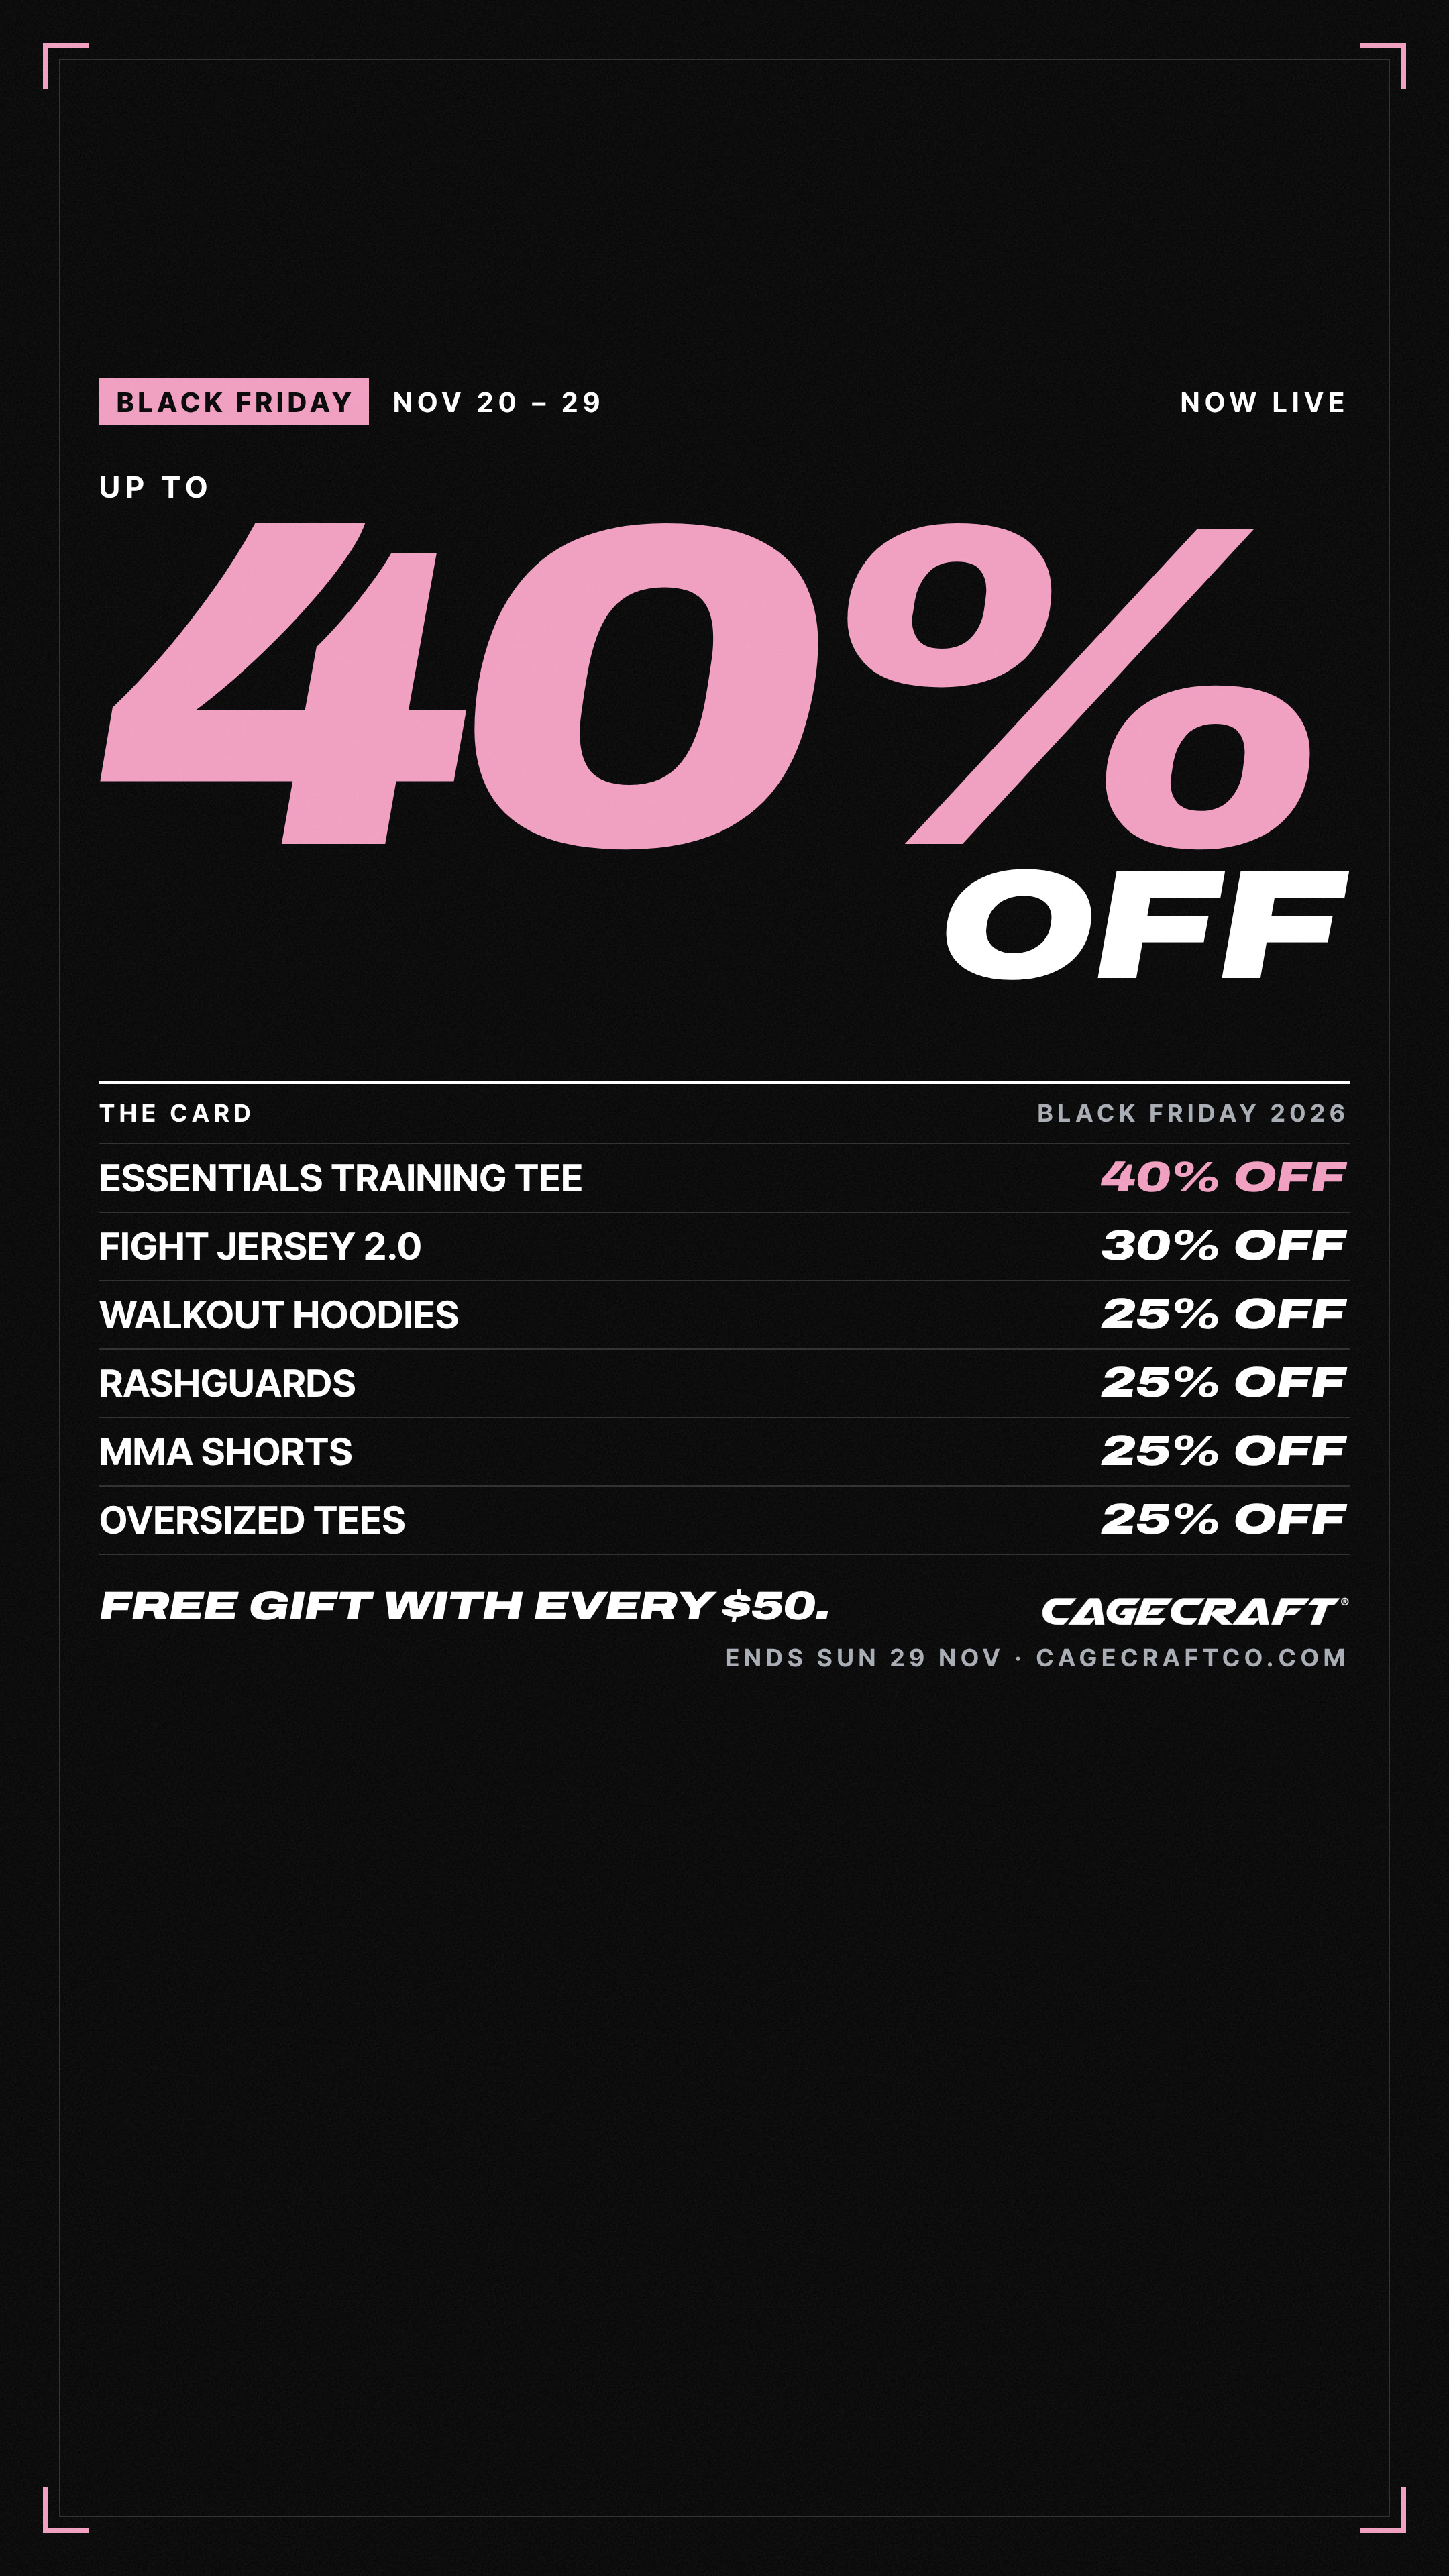 BLACK FRIDAY NOV 20 – 29 NOW LIVE
UP TO
40%
OFF
THE CARD BLACK FRIDAY 2026
ESSENTIALS TRAINING TEE 40% OFF
FIGHT JERSEY 2.0 30% OFF
WALKOUT HOODIES 25% OFF
RASHGUARDS 25% OFF
MMA SHORTS 25% OFF
OVERSIZED TEES 25% OFF
FREE GIFT WITH EVERY $50. CAGECRAFT®
ENDS SUN 29 NOV · CAGECRAFTCO.COM